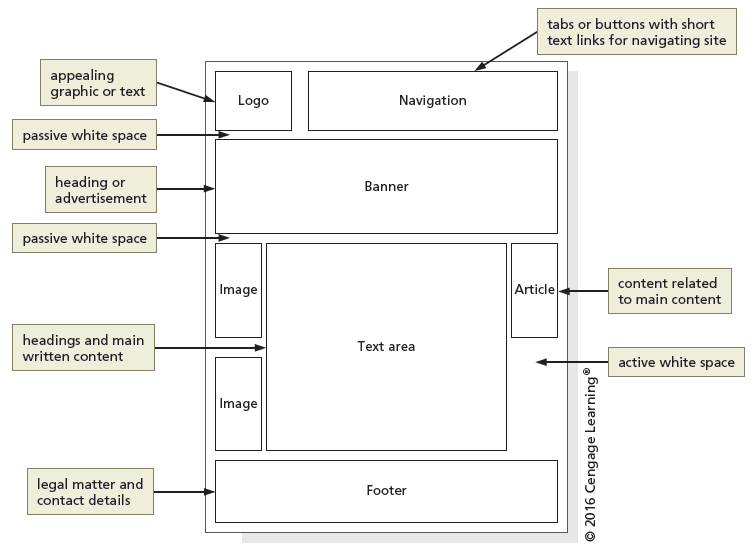 tabs or buttons with short
text links for navigating site
appealing
graphic or text
Logo
Navigation
passive white space
heading or
advertisement
Banner
passive white space
Image
Article
content related
to main content
headings and main
written content
Text area
active white space
Image
legal matter and
contact details
Footer
© 2016 Cengage Learning®